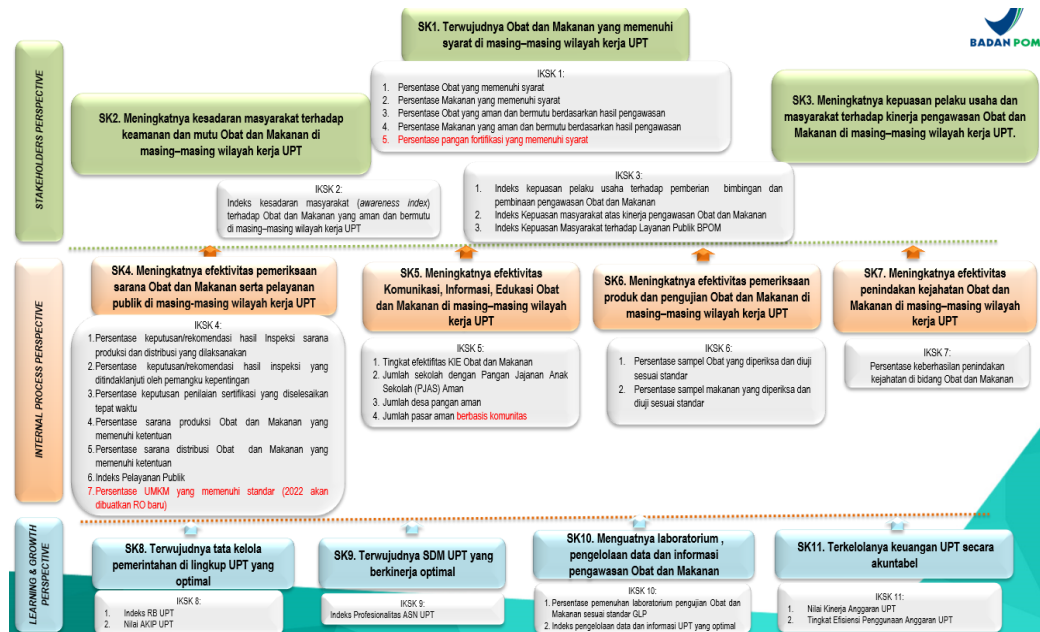 BADAN POM
STAKEHOLDERS PERSPECTIVE
SK1. Terwujudnya Obat dan Makanan yang memenuhi
syarat di masing–masing wilayah kerja UPT
IKSK 1:
1. Persentase Obat yang memenuhi syarat
2. Persentase Makanan yang memenuhi syarat
3. Persentase Obat yang aman dan bermutu berdasarkan hasil pengawasan
4. Persentase Makanan yang aman dan bermutu berdasarkan hasil pengawasan
5. Persentase pangan fortifikasi yang memenuhi syarat
SK2. Meningkatnya kesadaran masyarakat terhadap
keamanan dan mutu Obat dan Makanan di
masing–masing wilayah kerja UPT
IKSK 2:
Indeks kesadaran masyarakat (awareness index)
terhadap Obat dan Makanan yang aman dan bermutu
di masing–masing wilayah kerja UPT
SK3. Meningkatnya kepuasan pelaku usaha dan
masyarakat terhadap kinerja pengawasan Obat dan
Makanan di masing–masing wilayah kerja UPT.
IKSK 3:
1. Indeks kepuasan pelaku usaha terhadap pemberian bimbingan dan
pembinaan pengawasan Obat dan Makanan
2. Indeks Kepuasan masyarakat atas kinerja pengawasan Obat dan Makanan
3. Indeks Kepuasan Masyarakat terhadap Layanan Publik BPOM
INTERNAL PROCESS PERSPECTIVE
SK4. Meningkatnya efektivitas pemeriksaan
sarana Obat dan Makanan serta pelayanan
publik di masing-masing wilayah kerja UPT
IKSK 4:
1. Persentase keputusan/rekomendasi hasil Inspeksi sarana
produksi dan distribusi yang dilaksanakan
2. Persentase keputusan/rekomendasi hasil inspeksi yang
ditindaklanjuti oleh pemangku kepentingan
3. Persentase keputusan penilaian sertifikasi yang diselesaikan
tepat waktu
4. Persentase sarana produksi Obat dan Makanan yang
memenuhi ketentuan
5. Persentase sarana distribusi Obat dan Makanan yang
memenuhi ketentuan
6. Indeks Pelayanan Publik
7. Persentase UMKM yang memenuhi standar (2022 akan
dibuatkan RO baru)
SK5. Meningkatnya efektivitas
Komunikasi, Informasi, Edukasi Obat
dan Makanan di masing–masing wilayah
kerja UPT
IKSK 5:
1. Tingkat efektifitas KIE Obat dan Makanan
2. Jumlah sekolah dengan Pangan Jajanan Anak
Sekolah (PJAS) Aman
3. Jumlah desa pangan aman
4. Jumlah pasar aman berbasis komunitas
SK6. Meningkatnya efektivitas pemeriksaan
produk dan pengujian Obat dan Makanan di
masing–masing wilayah kerja UPT
IKSK 6:
1. Persentase sampel Obat yang diperiksa dan diuji
sesuai standar
2. Persentase sampel makanan yang diperiksa dan
diuji sesuai standar
SK7. Meningkatnya efektivitas
penindakan kejahatan Obat dan
Makanan di masing–masing wilayah
kerja UPT
IKSK 7:
Persentase keberhasilan penindakan
kejahatan di bidang Obat dan Makanan
LEARNING & GROWTH
PERSPECTIVE
SK8. Terwujudnya tata kelola
pemerintahan di lingkup UPT yang
optimal
IKSK 8:
1. Indeks RB UPT
2. Nilai AKIP UPT
SK9. Terwujudnya SDM UPT yang
berkinerja optimal
IKSK 9:
Indeks Profesionalitas ASN UPT
SK10. Menguatnya laboratorium ,
pengelolaan data dan informasi
pengawasan Obat dan Makanan
IKSK 10:
1. Persentase pemenuhan laboratorium pengujian Obat dan
Makanan sesuai standar GLP
2. Indeks pengelolaan data dan informasi UPT yang optimal
SK11. Terkelolanya keuangan UPT secara
akuntabel
IKSK 11:
1. Nilai Kinerja Anggaran UPT
2. Tingkat Efisiensi Penggunaan Anggaran UPT